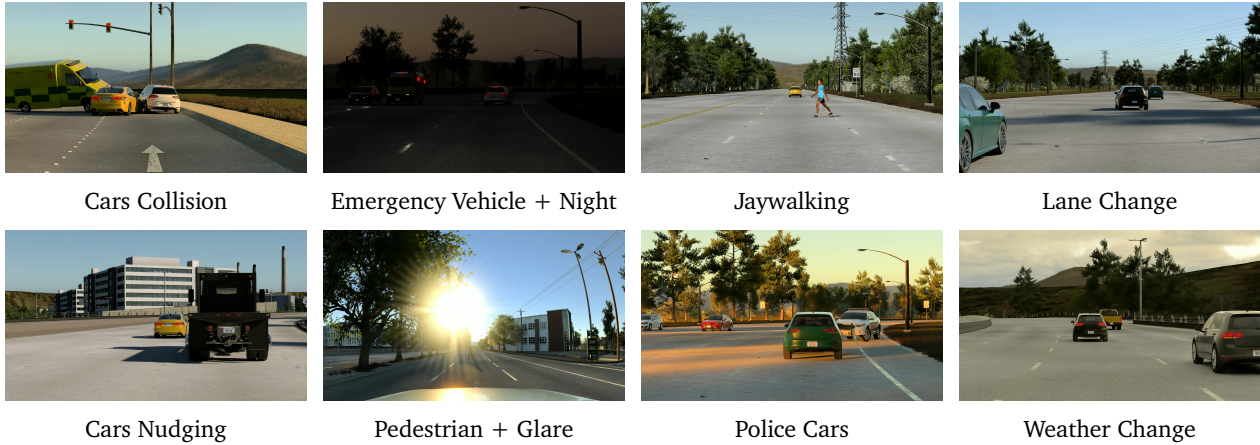 Cars Collision
Emergency Vehicle + Night
Jaywalking
Lane Change
Cars Nudging
Pedestrian + Glare
Police Cars
Weather Change